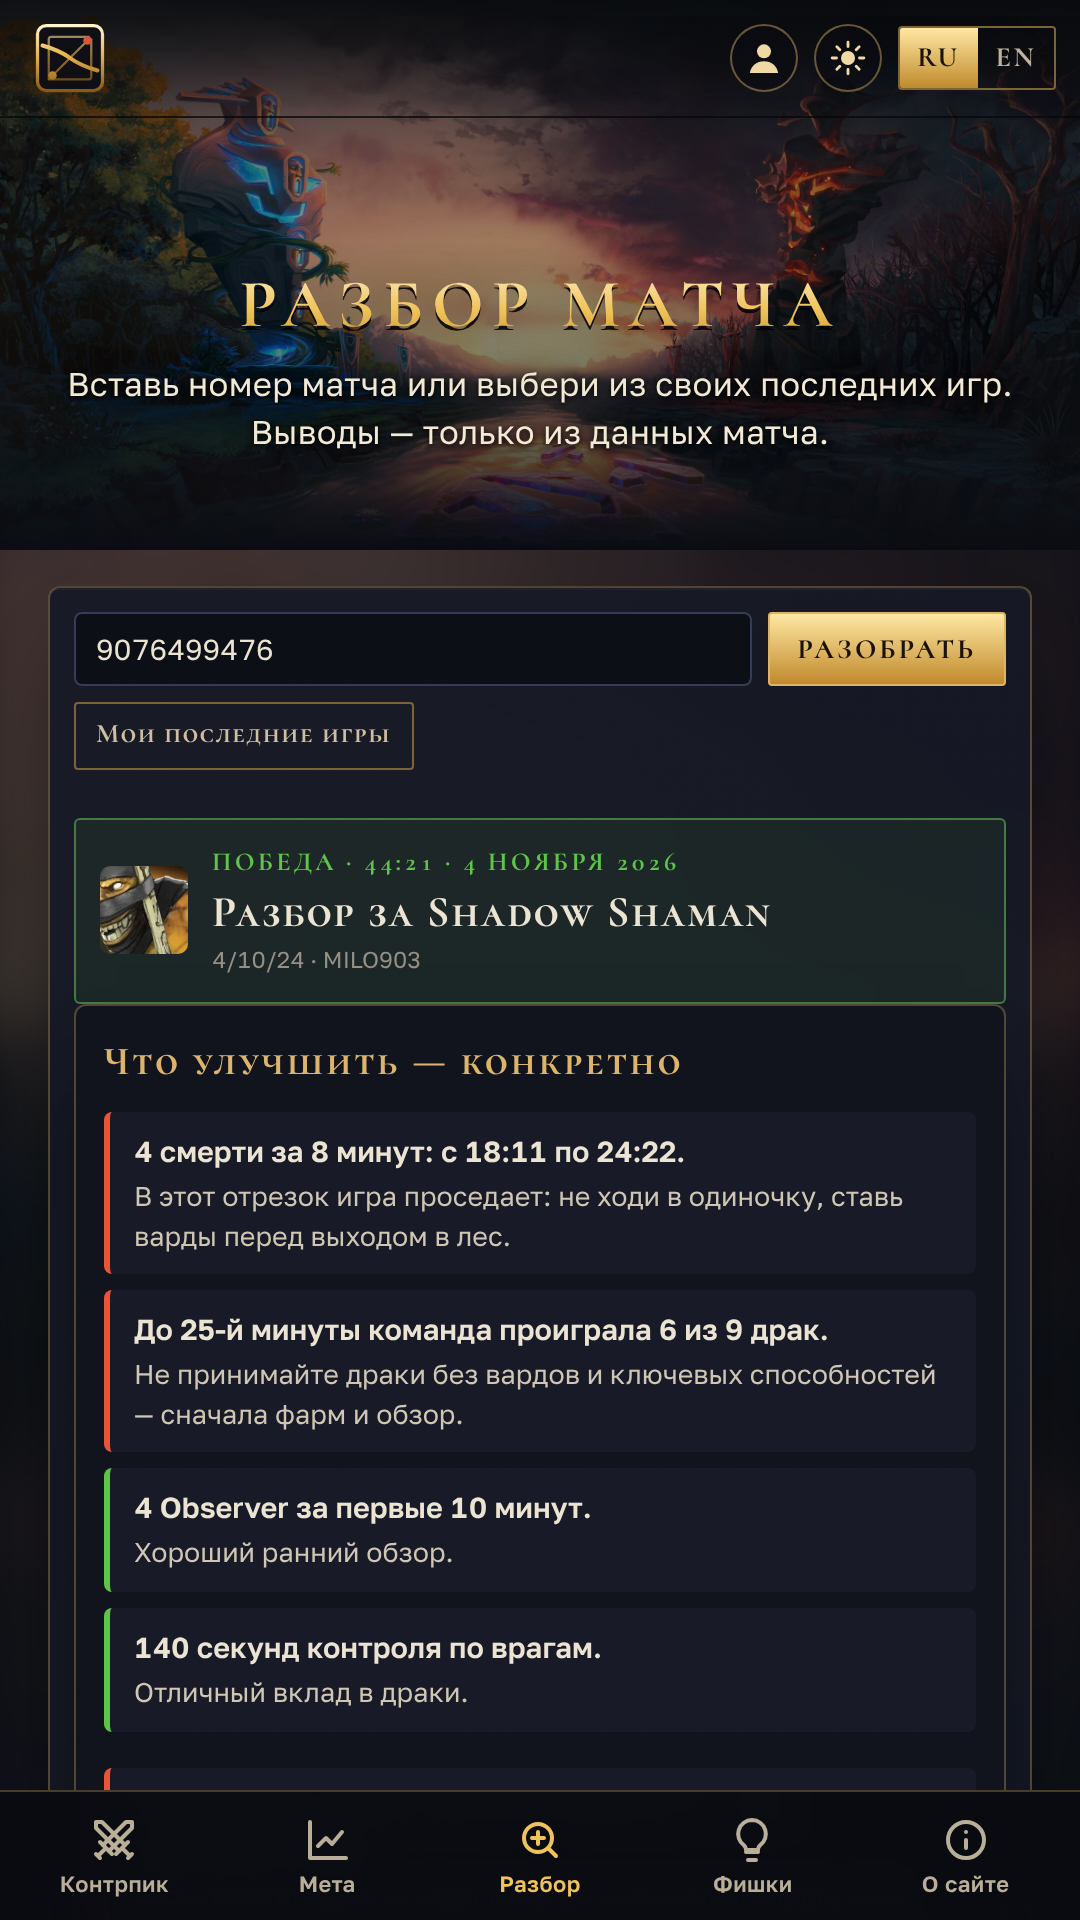 RU EN
РАЗБОР МАТЧА
Вставь номер матча или выбери из своих последних игр.
Выводы — только из данных матча.
9076499476 РАЗОБРАТЬ
Мои последние игры
ПОБЕДА · 44:21 · 4 НОЯБРЯ 2026
Разбор за Shadow Shaman
4/10/24 · MILO903
Что улучшить — конкретно
4 смерти за 8 минут: с 18:11 по 24:22.
В этот отрезок игра проседает: не ходи в одиночку, ставь
варды перед выходом в лес.
До 25-й минуты команда проиграла 6 из 9 драк.
Не принимайте драки без вардов и ключевых способностей
— сначала фарм и обзор.
4 Observer за первые 10 минут.
Хороший ранний обзор.
140 секунд контроля по врагам.
Отличный вклад в драки.
Контрпик Мета Разбор Фишки О сайте